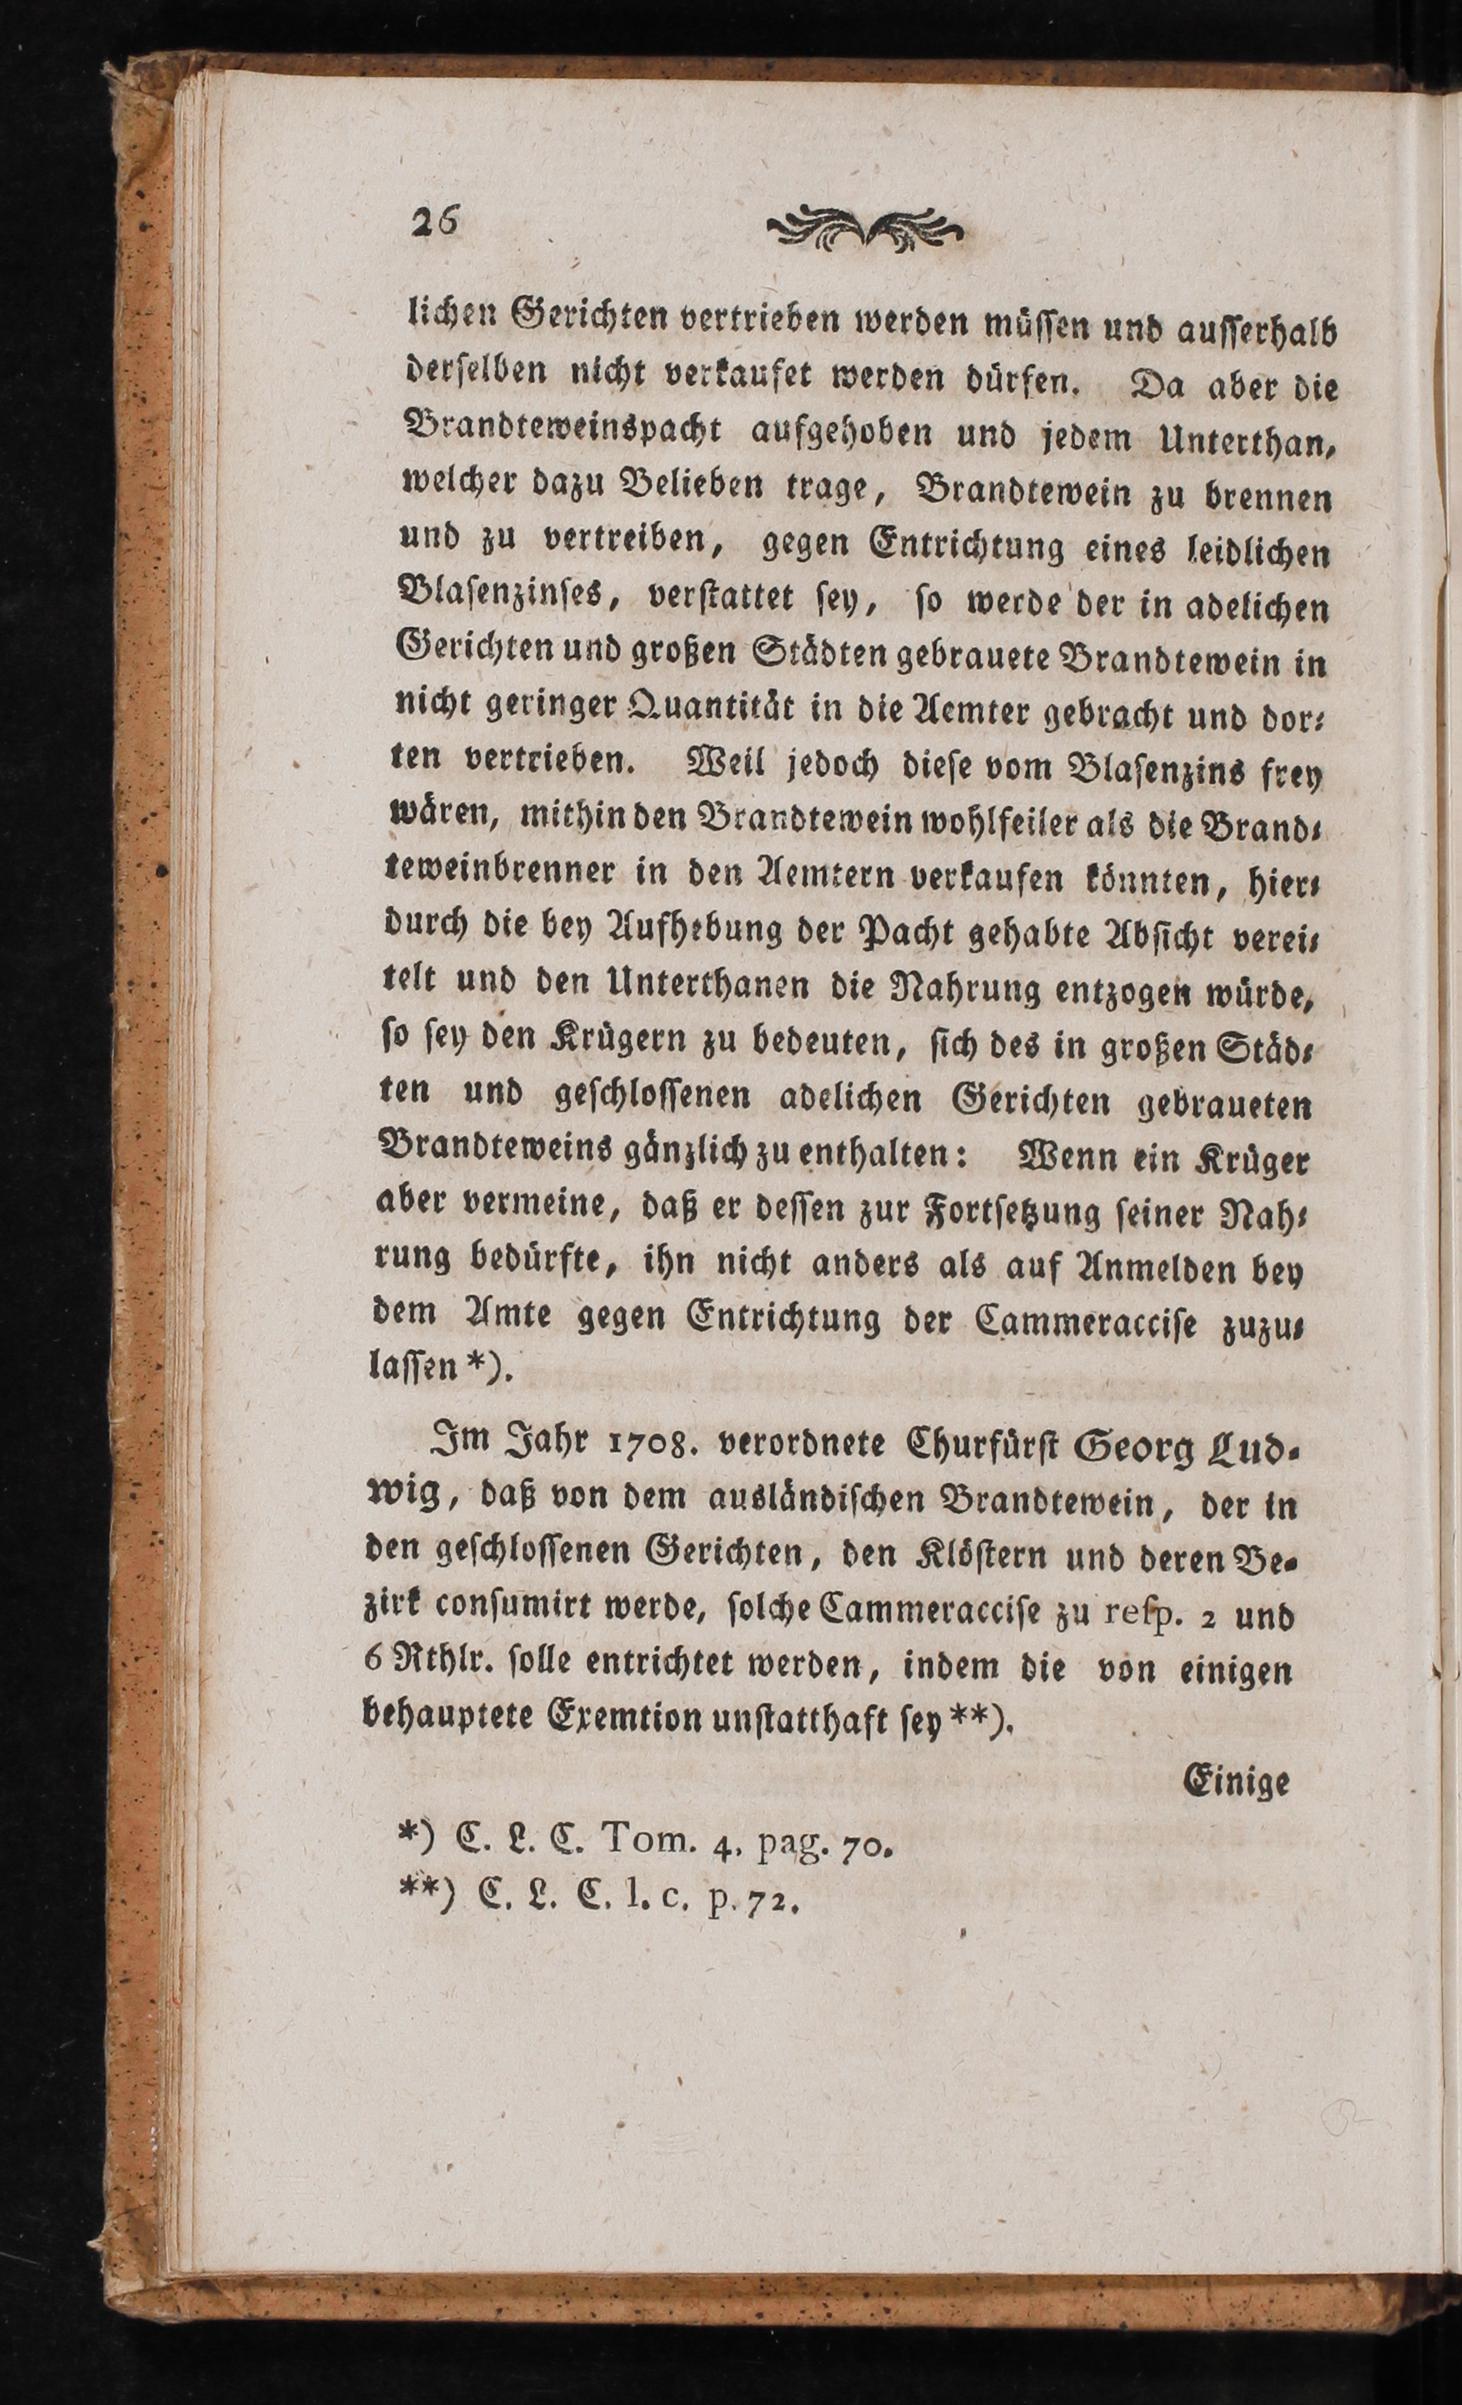 26
lichen Gerichten vertrieben werden müssen und ausserhalb
derselben nicht verkaufet werden dürfen. Da aber die
Brandteweinspacht aufgehoben und jedem Unterthan,
welcher dazu Belieben trage, Brandtewein zu brennen
und zu vertreiben, gegen Entrichtung eines leidlichen
Blasenzinses, verstattet sey, so werde der in adelichen
Gerichten und großen Städten gebrauete Brandtewein in
nicht geringer Quantität in die Aemter gebracht und dor-
ten vertrieben. Weil jedoch diese vom Blasenzins frey
wären, mithin den Brandtewein wohlfeiler als die Brand-
teweinbrenner in den Aemtern verkaufen könnten, hier-
durch die bey Aufhebung der Pacht gehabte Absicht verei-
telt und den Unterthanen die Nahrung entzogen würde,
so sey den Krügern zu bedeuten, sich des in großen Städ-
ten und geschlossenen adelichen Gerichten gebraueten
Brandteweins gänzlich zu enthalten: Wenn ein Krüger
aber vermeine, daß er dessen zur Fortsetzung seiner Nah-
rung bedürfte, ihn nicht anders als auf Anmelden bey
dem Amte gegen Entrichtung der Cammeraccise zuzu-
lassen *).
Im Jahr 1708. verordnete Churfürst Georg Lud-
wig, daß von dem ausländischen Brandtewein, der in
den geschlossenen Gerichten, den Klöstern und deren Be-
zirk consumirt werde, solche Cammeraccise zu resp. 2 und
6 Rthlr. solle entrichtet werden, indem die von einigen
behauptete Exemtion unstatthaft sey **).
Einige
*) C. L. C. Tom. 4. pag. 70.
**) C. L. C. l. c. p. 72.